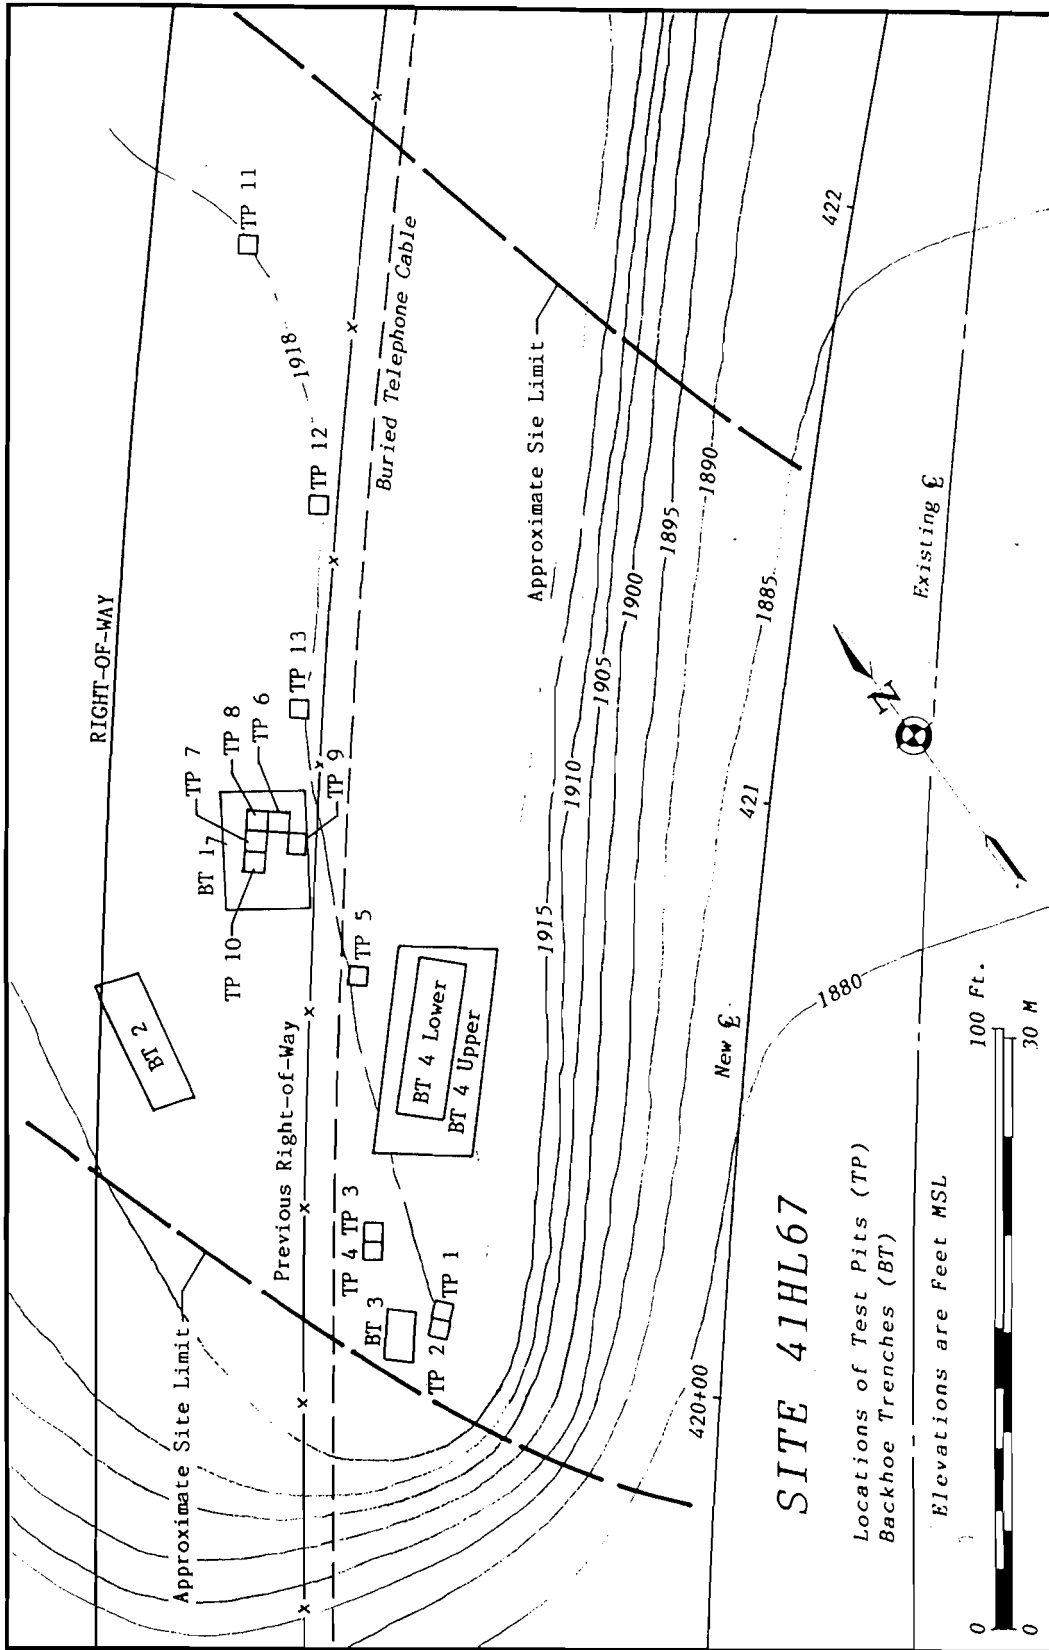 SITE 41HL67
Locations of Test Pits (TP)
Backhoe Trenches (BT)
Elevations are Feet MSL
0
100 Ft.
0
30 M
RIGHT-OF-WAY
Previous Right-of-Way
Buried Telephone Cable
Approximate Site Limit
Approximate Sie Limit
BT 2
BT 17
TP 7
TP 8
TP 6
TP 9
TP 10
TP 13
TP 12
TP 11
TP 5
BT 4 Lower
BT 4 Upper
TP 4
TP 3
BT 3
TP 2
TP 1
1918
1915
1910
1905
1900
1895
1890
1885
1880
New ℄
Existing ℄
420+00
421
422
N